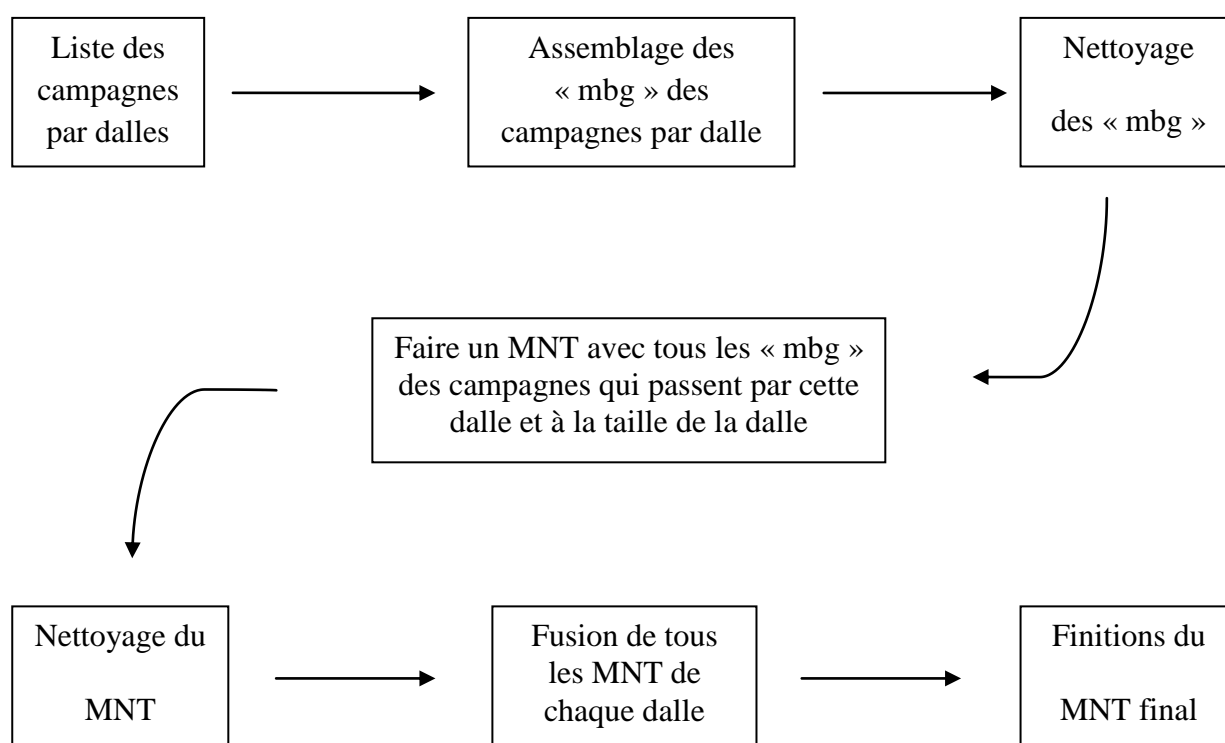 Liste des
campagnes
par dalles
Assemblage des
« mbg » des
campagnes par dalle
Nettoyage
des « mbg »
Faire un MNT avec tous les « mbg »
des campagnes qui passent par cette
dalle et à la taille de la dalle
Nettoyage du
MNT
Fusion de tous
les MNT de
chaque dalle
Finitions du
MNT final